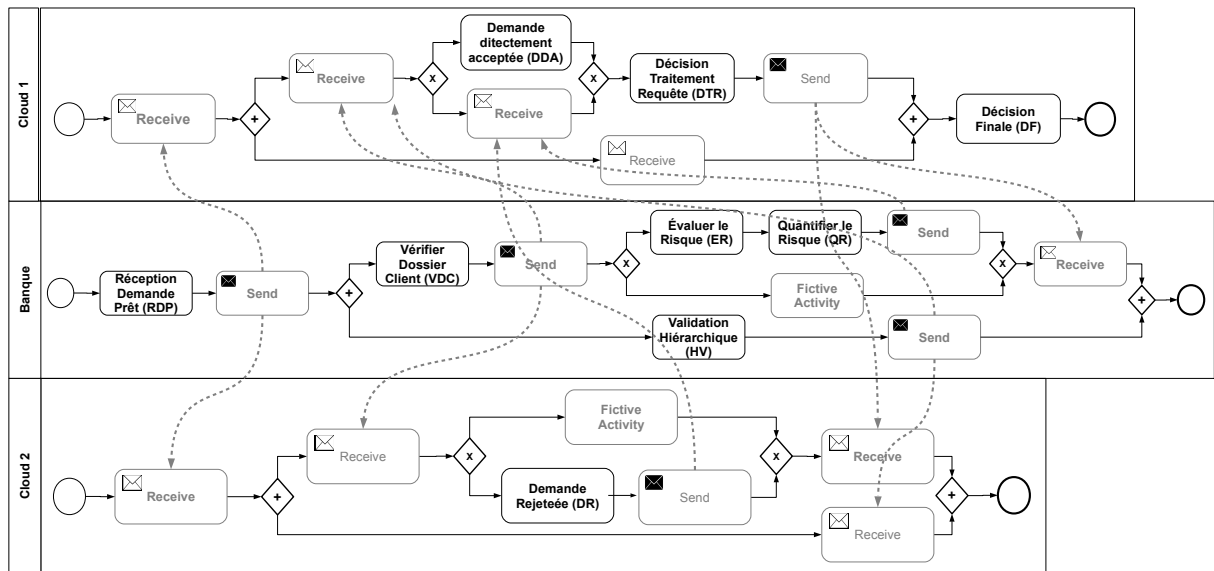 Cloud 1
Receive
+
Receive
x
Demande
ditectement
acceptée (DDA)
Receive
x
Décision
Traitement
Requête (DTR)
Send
Receive
+
Décision
Finale (DF)
Banque
Réception
Demande
Prêt (RDP)
Send
+
Vérifier
Dossier
Client (VDC)
Send
x
Évaluer le
Risque (ER)
Quantifier le
Risque (QR)
Send
Fictive
Activity
x
Receive
Validation
Hiérarchique
(HV)
Send
+
Cloud 2
Receive
+
Receive
x
Fictive
Activity
Demande
Rejeteée (DR)
Send
x
Receive
Receive
+